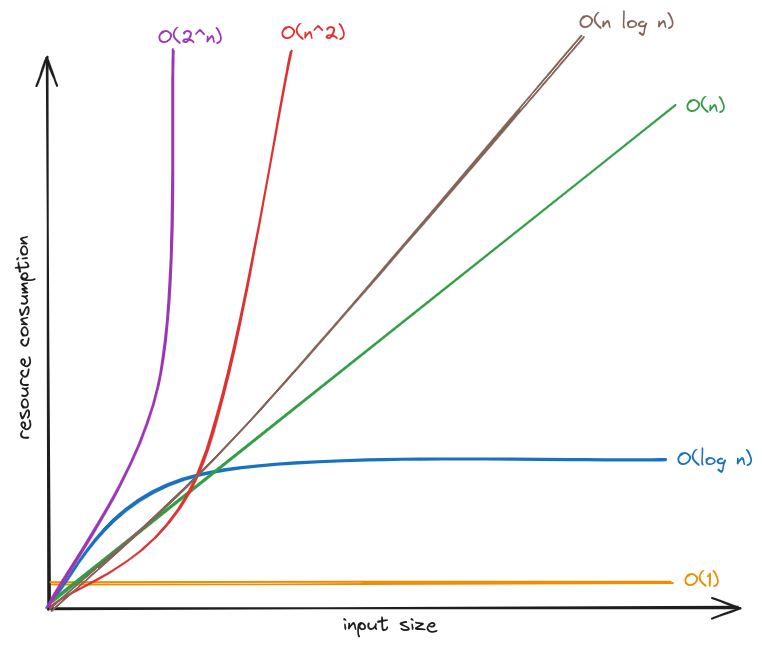 O(2^n)
O(n^2)
O(n log n)
O(n)
resource consumption
O(log n)
O(1)
input size